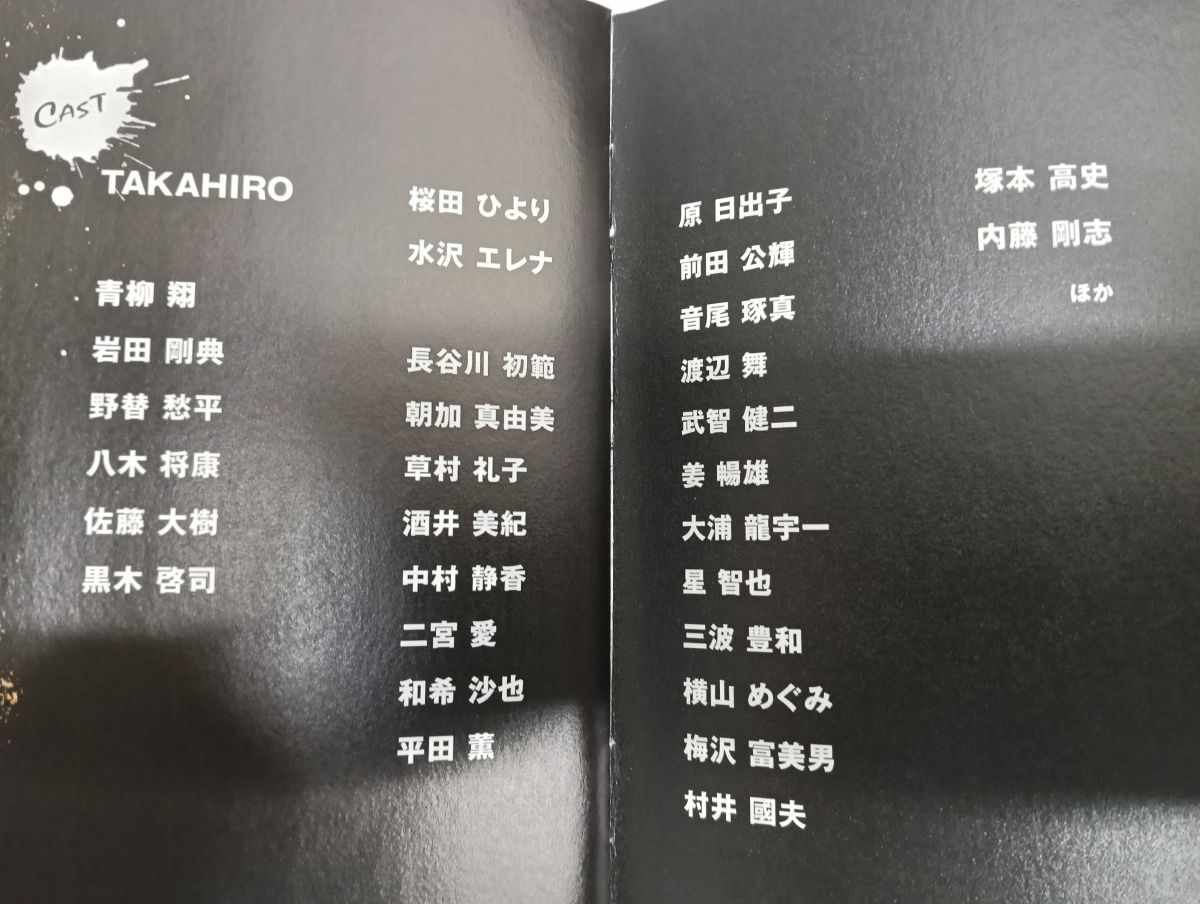 CAST
TAKAHIRO
青柳 翔
岩田 剛典
野替 愁平
八木 将康
佐藤 大樹
黒木 啓司
桜田 ひより
水沢 エレナ
長谷川 初範
朝加 真由美
草村 礼子
酒井 美紀
中村 静香
二宮 愛
和希 沙也
平田 薫
原 日出子
前田 公輝
音尾 琢真
渡辺 舞
武智 健二
姜 暢雄
大浦 龍宇一
星 智也
三波 豊和
横山 めぐみ
梅沢 富美男
村井 國夫
塚本 高史
内藤 剛志
ほか